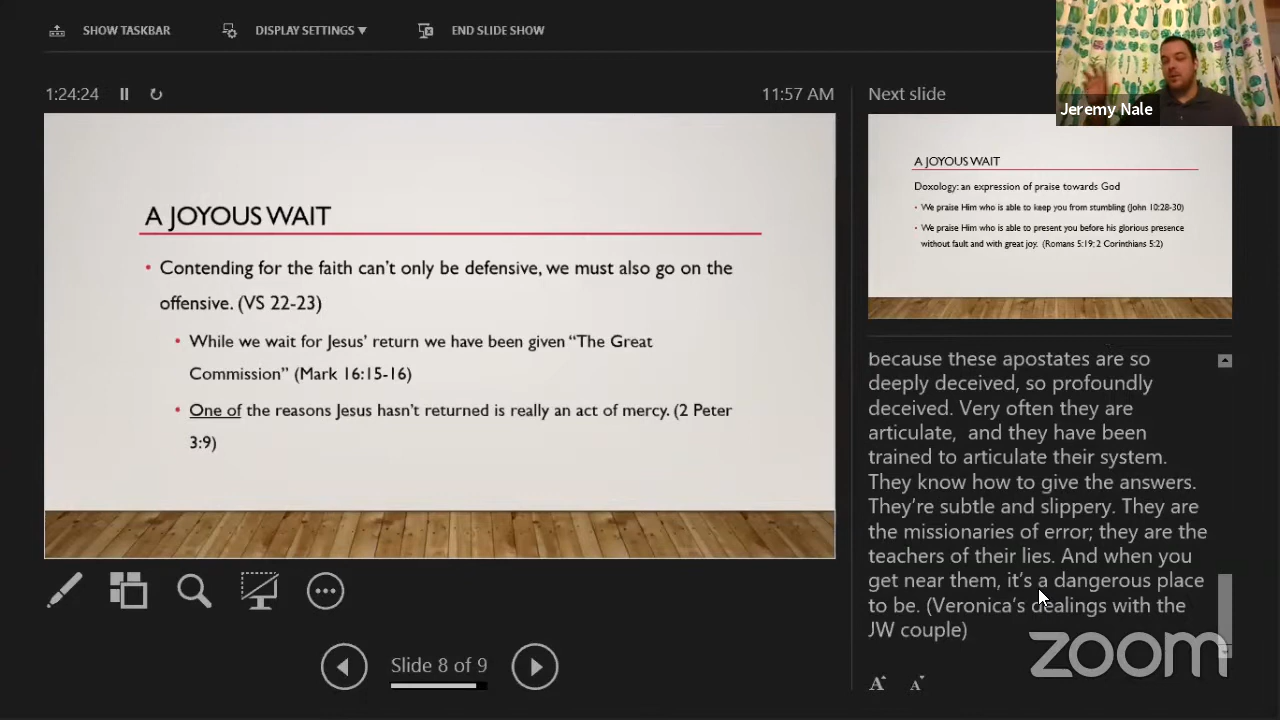 SHOW TASKBAR
DISPLAY SETTINGS
END SLIDE SHOW
1:24:24
11:57 AM
Next slide
Jeremy Nale
A JOYOUS WAIT
• Contending for the faith can't only be defensive, we must also go on the
offensive. (VS 22-23)
• While we wait for Jesus' return we have been given "The Great
Commission" (Mark 16:15-16)
• One of the reasons Jesus hasn't returned is really an act of mercy. (2 Peter
3:9)
A JOYOUS WAIT
Doxology: an expression of praise towards God
• We praise Him who is able to keep you from stumbling (John 10:28-30)
• We praise Him who is able to present you before his glorious presence
without fault and with great joy. (Romans 5:19; 2 Corinthians 5:2)
because these apostates are so
deeply deceived, so profoundly
deceived. Very often they are
articulate, and they have been
trained to articulate their system.
They know how to give the answers.
They're subtle and slippery. They are
the missionaries of error; they are the
teachers of their lies. And when you
get near them, it's a dangerous place
to be. (Veronica's dealings with the
JW couple)
Slide 8 of 9
A A
zoom